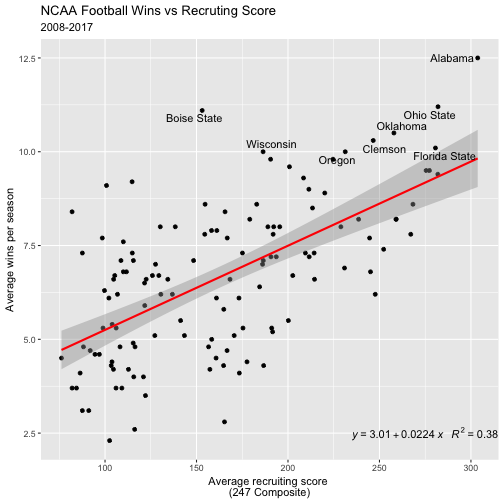 NCAA Football Wins vs Recruting Score
2008-2017
12.5
10.0
7.5
5.0
2.5
Average wins per season
Alabama
Ohio State
Boise State
Oklahoma
Wisconsin
Clemson
Oregon
Florida State
y = 3.01 + 0.0224 x   R² = 0.38
100 150 200 250 300
Average recruiting score
(247 Composite)